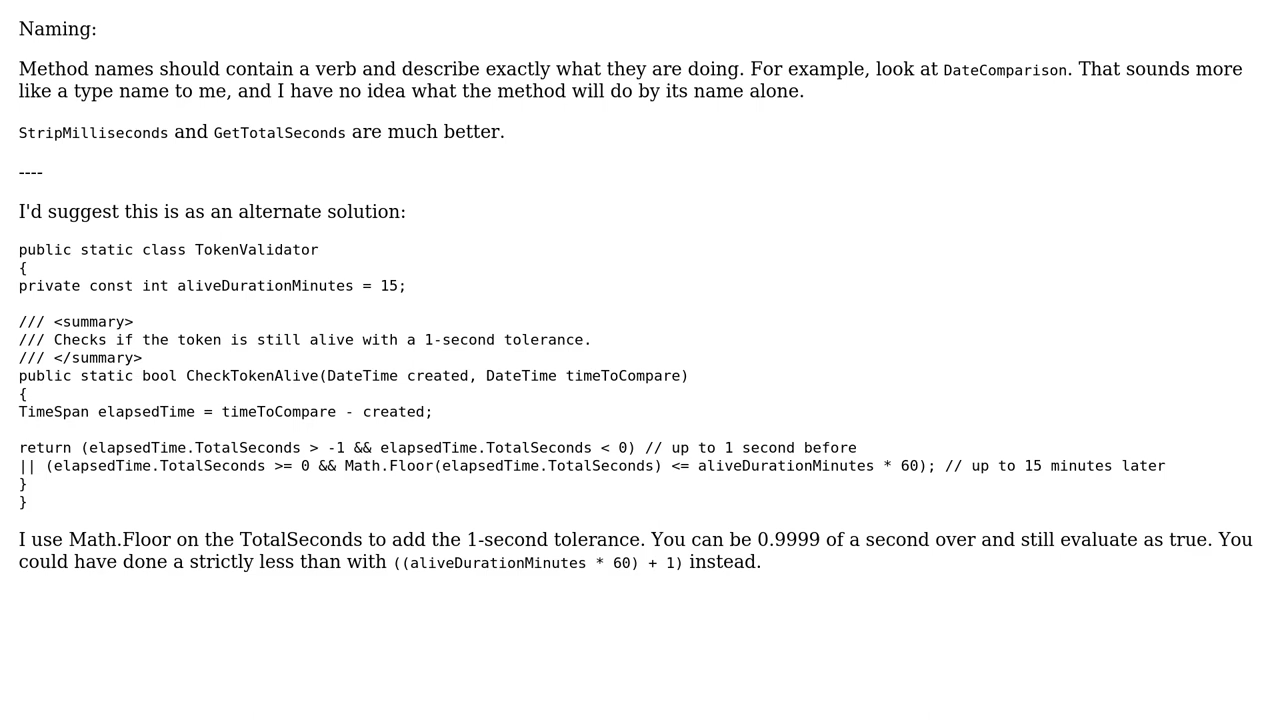 Naming:
Method names should contain a verb and describe exactly what they are doing. For example, look at DateComparison. That sounds more
like a type name to me, and I have no idea what the method will do by its name alone.
StripMilliseconds and GetTotalSeconds are much better.
----
I'd suggest this is as an alternate solution:
public static class TokenValidator
{
private const int aliveDurationMinutes = 15;
/// <summary>
/// Checks if the token is still alive with a 1-second tolerance.
/// </summary>
public static bool CheckTokenAlive(DateTime created, DateTime timeToCompare)
{
TimeSpan elapsedTime = timeToCompare - created;
return (elapsedTime.TotalSeconds > -1 && elapsedTime.TotalSeconds < 0) // up to 1 second before
|| (elapsedTime.TotalSeconds >= 0 && Math.Floor(elapsedTime.TotalSeconds) <= aliveDurationMinutes * 60); // up to 15 minutes later
}
}
I use Math.Floor on the TotalSeconds to add the 1-second tolerance. You can be 0.9999 of a second over and still evaluate as true. You
could have done a strictly less than with ((aliveDurationMinutes * 60) + 1) instead.